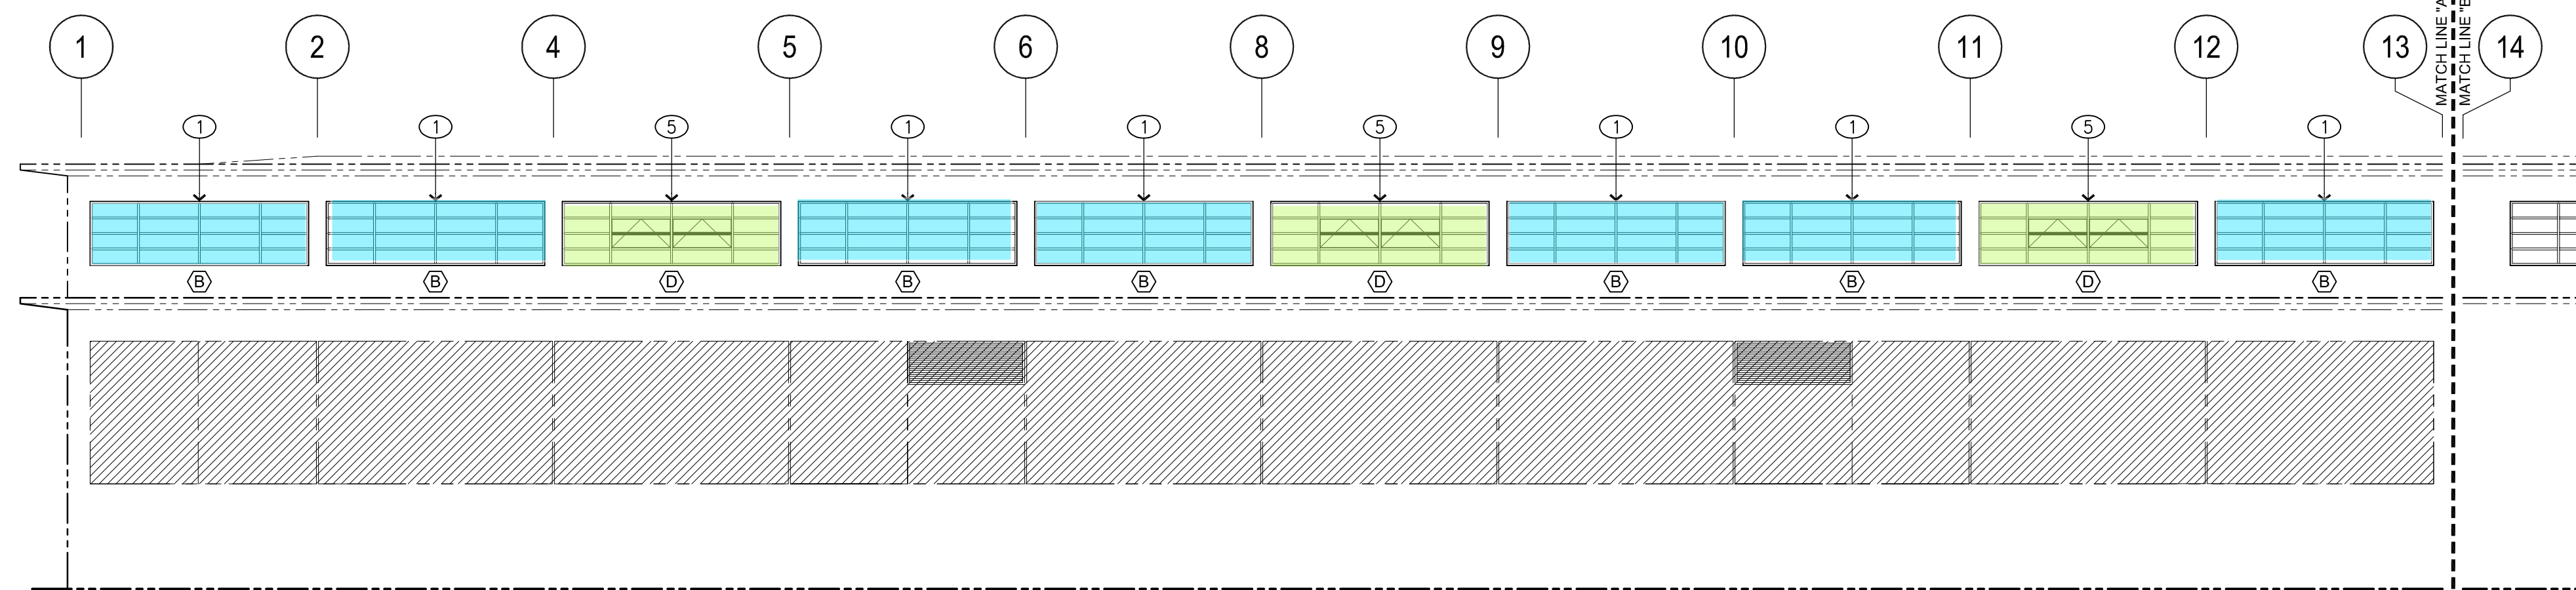 1 2 4 5 6 8 9 10 11 12 13 14
MATCH LINE "A
MATCH LINE "B
1 1 5 1 1 5 1 1 5 1
B B D B B D B B D B